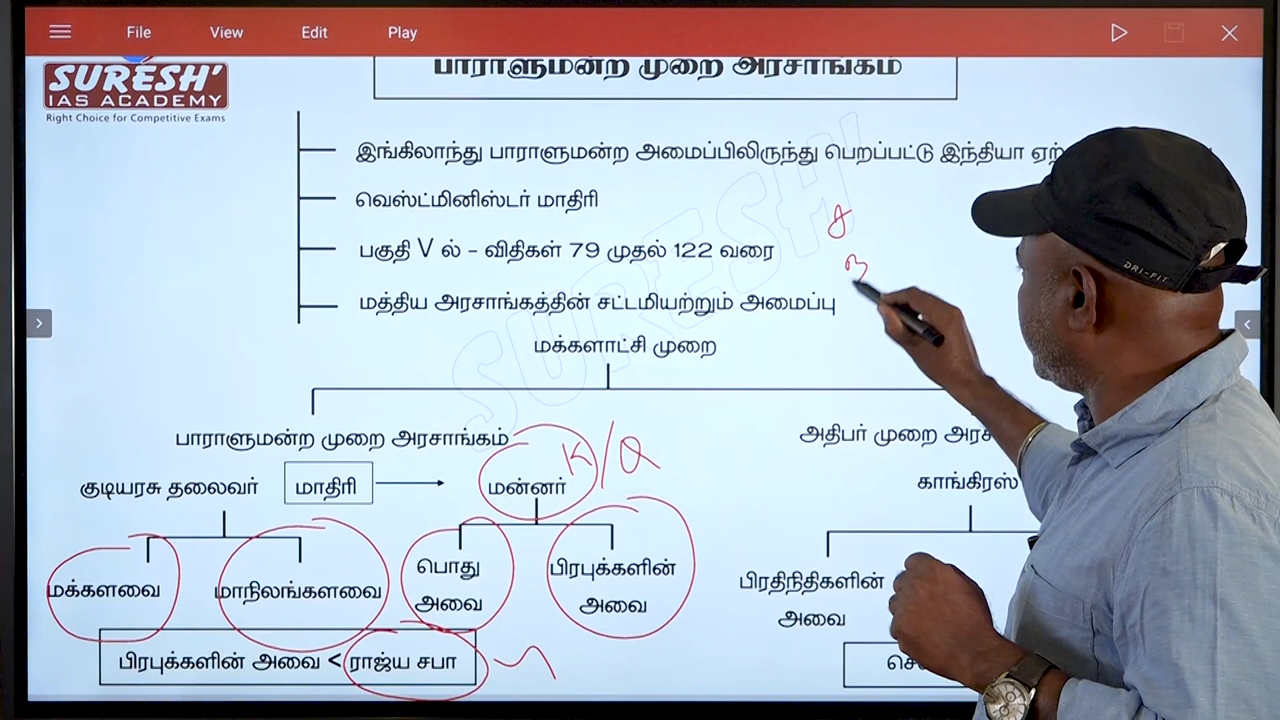 File View Edit Play
SURESH'
IAS ACADEMY
Right Choice for Competitive Exams
பாராளுமன்ற முறை அரசாங்கம்
இங்கிலாந்து பாராளுமன்ற அமைப்பிலிருந்து பெறப்பட்டு இந்தியா
வெஸ்ட்மினிஸ்டர் மாதிரி
பகுதி V ல் – விதிகள் 79 முதல் 122 வரை
மத்திய அரசாங்கத்தின் சட்டமியற்றும் அமைப்பு
மக்களாட்சி முறை
பாராளுமன்ற முறை அரசாங்கம்
அதிபர் முறை
குடியரசு தலைவர் மாதிரி மன்னர் K/Q
காங்கிரஸ்
மக்களவை மாநிலங்களவை பொது அவை பிரபுக்களின் அவை
பிரதிநிதிகளின் அவை
பிரபுக்களின் அவை < ராஜ்ய சபா
SURESH
DRI-FIT